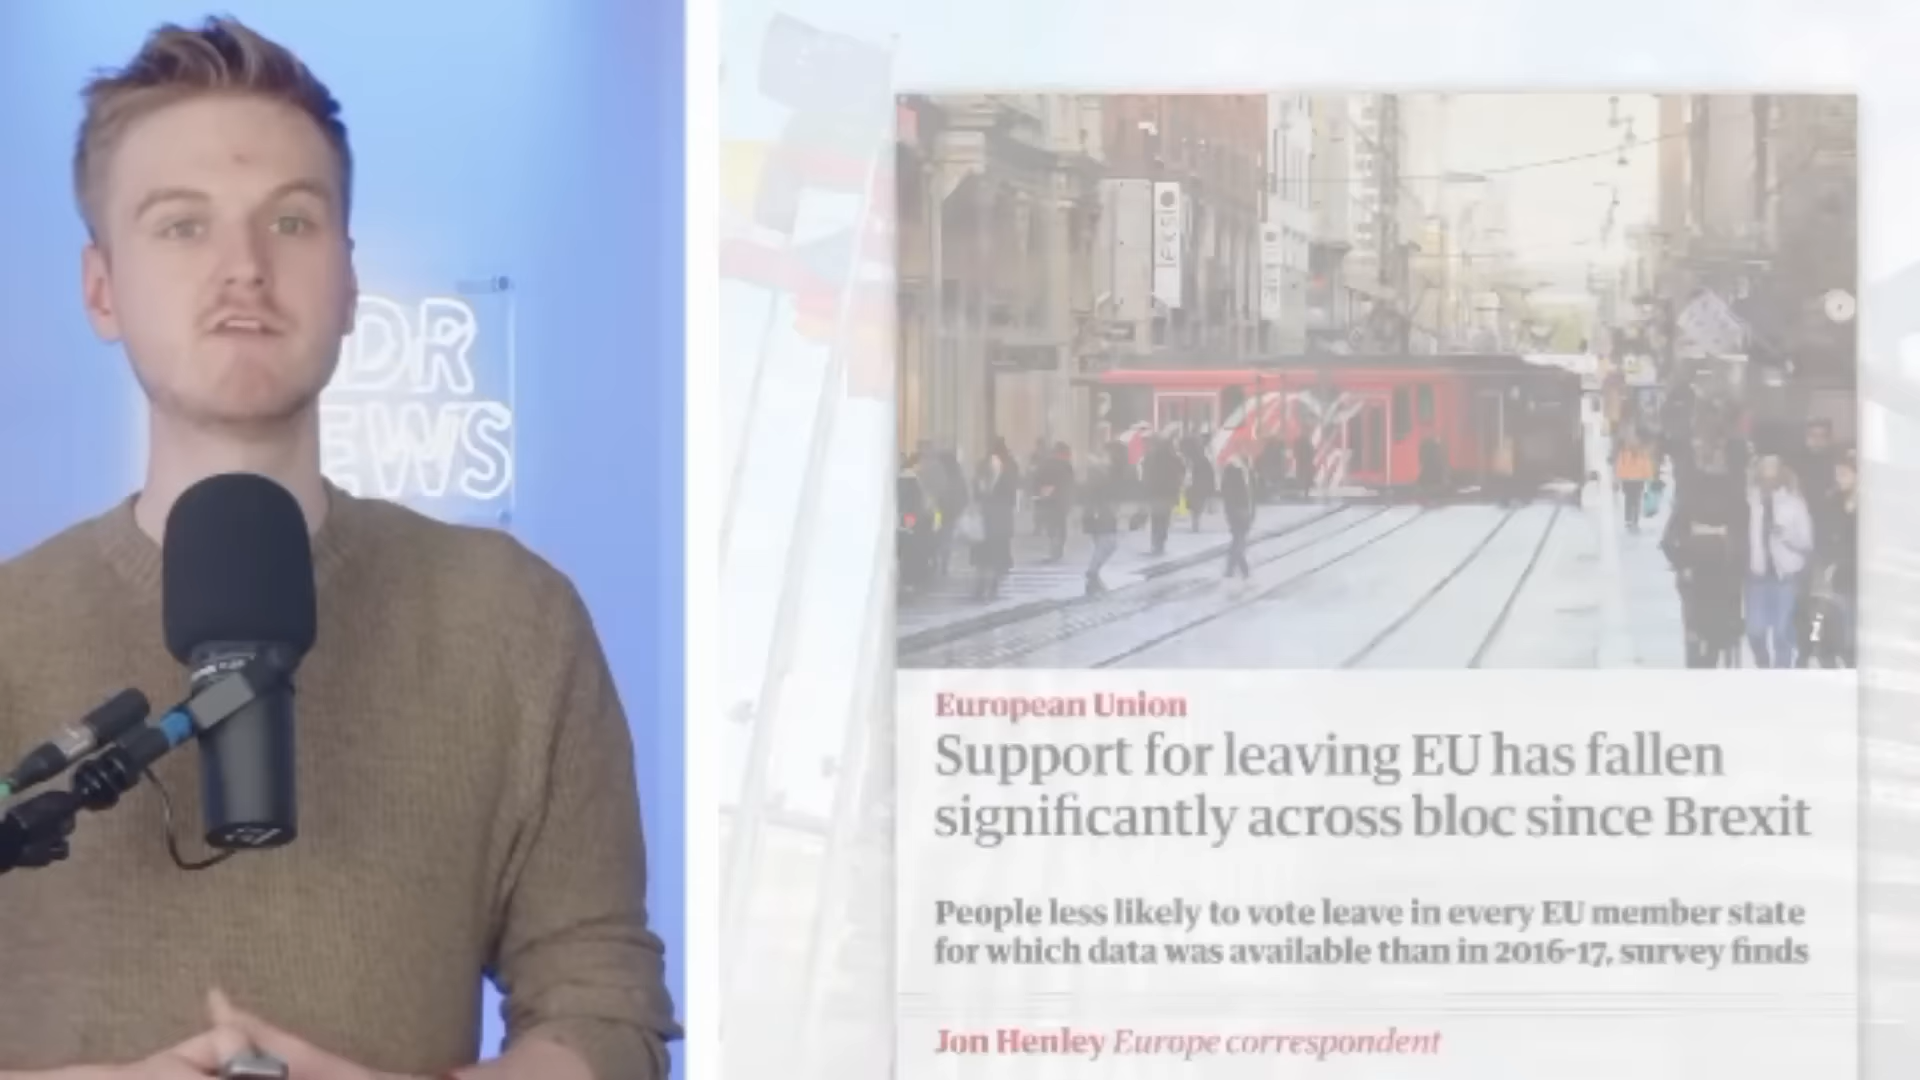 DR
EWS
European Union
Support for leaving EU has fallen
significantly across bloc since Brexit
People less likely to vote leave in every EU member state
for which data was available than in 2016-17, survey finds
Jon Henley Europe correspondent